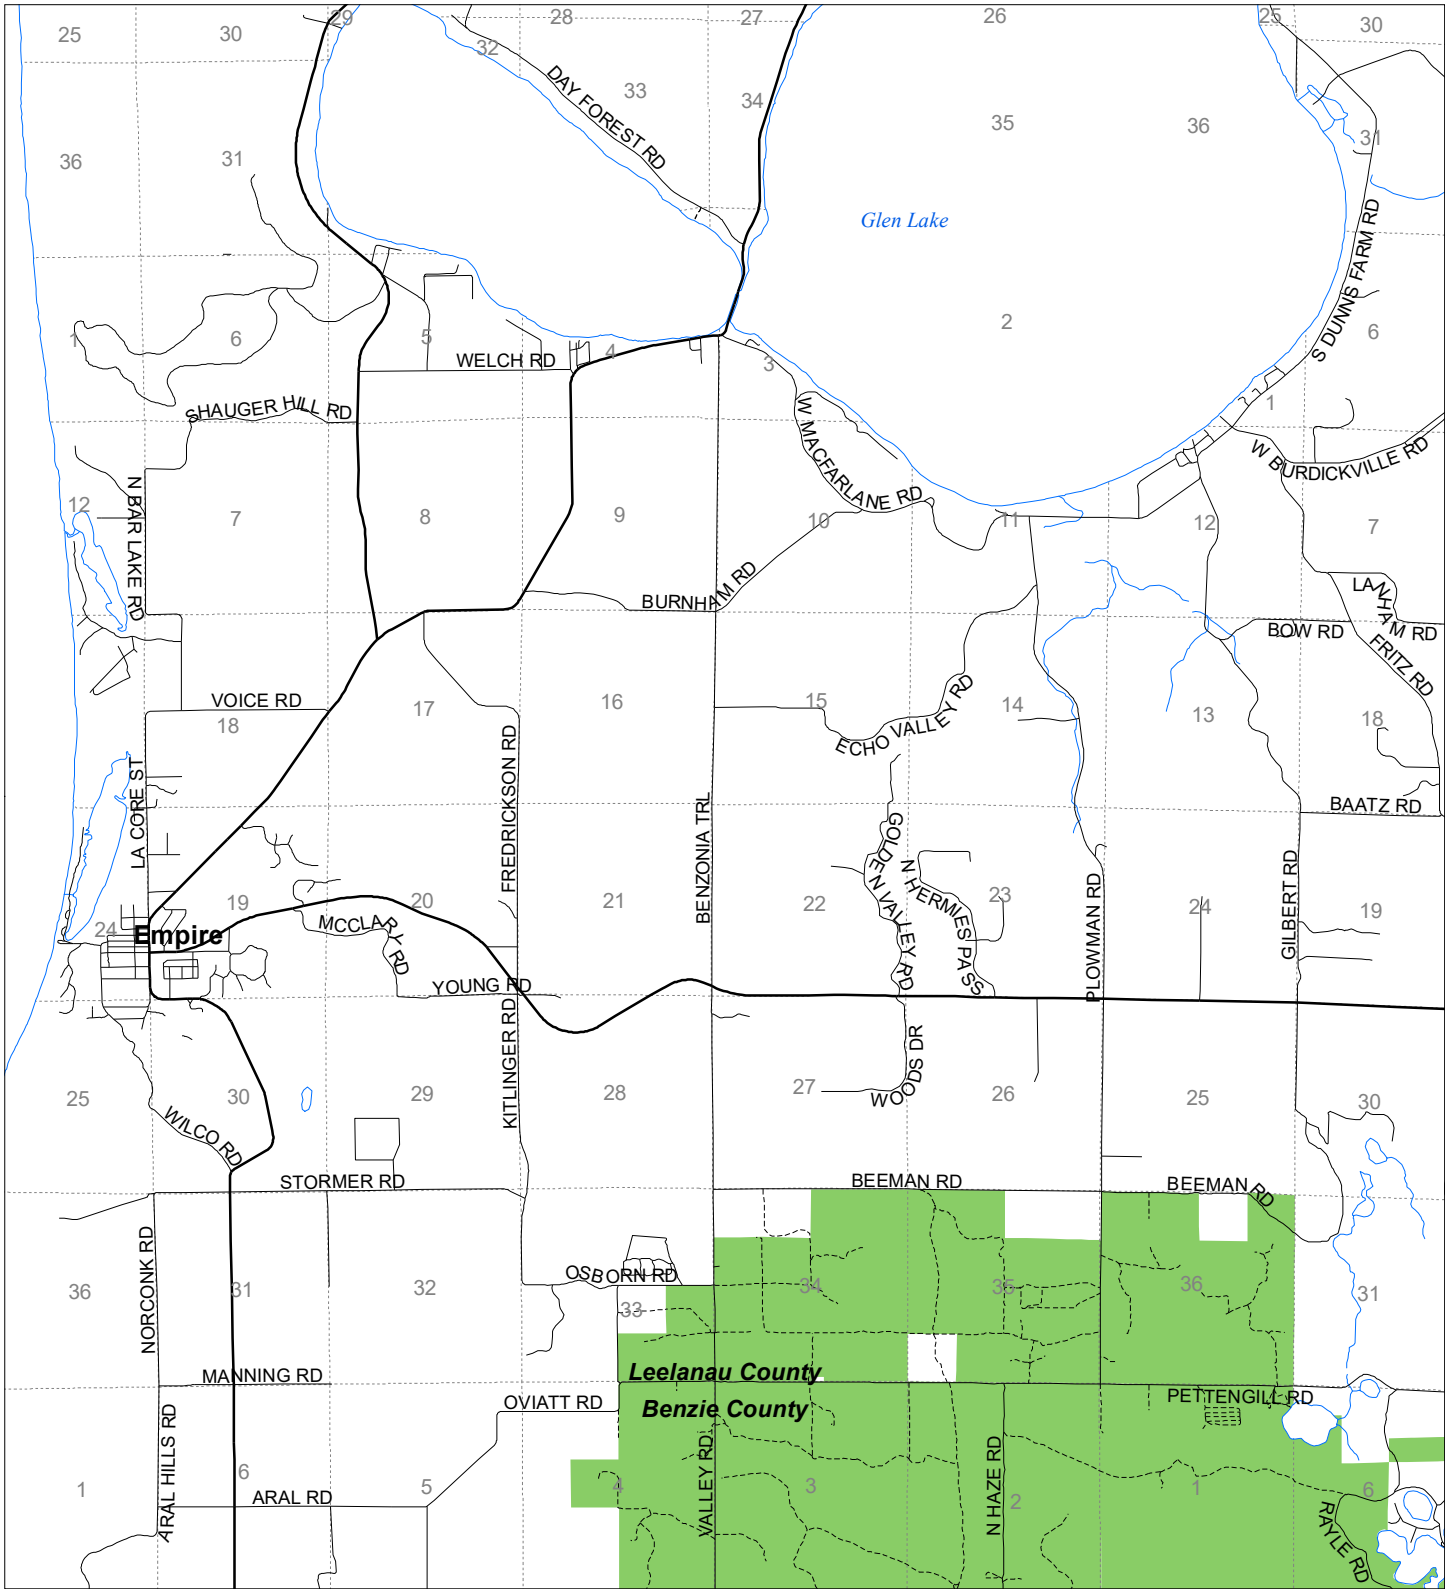 29
28
27
26
25
30
25
30
32
33
34
35
36
31
36
31
DAY FOREST RD
Glen Lake
S DUNNS FARM RD
1
6
5
4
3
2
6
1
WELCH RD
SHAUGER HILL RD
W MACFARLANE RD
W BURDICKVILLE RD
N BAR LAKE RD
12
7
8
9
10
11
12
7
BURNHAM RD
LANHAM RD
BOW RD
FRITZ RD
VOICE RD
18
17
16
15
14
13
18
ECHO VALLEY RD
LA CORE ST
FREDRICKSON RD
BENZONIA TRL
GOLDEN VALLEY RD
N HERMIES PASS
PLOWMAN RD
GILBERT RD
BAATZ RD
24
19
20
21
22
23
24
19
Empire
MCCLARY RD
YOUNG RD
KITLINGER RD
WOODS DR
25
30
29
28
27
26
25
30
WILCO RD
STORMER RD
BEEMAN RD
BEEMAN RD
NORCONK RD
OSBORN RD
36
31
32
33
34
35
36
31
MANNING RD
Leelanau County
Benzie County
OVIATT RD
PETTENGILL RD
ARAL HILLS RD
VALLEY RD
N HAZE RD
RAYLE RD
1
6
5
4
3
2
1
6
ARAL RD